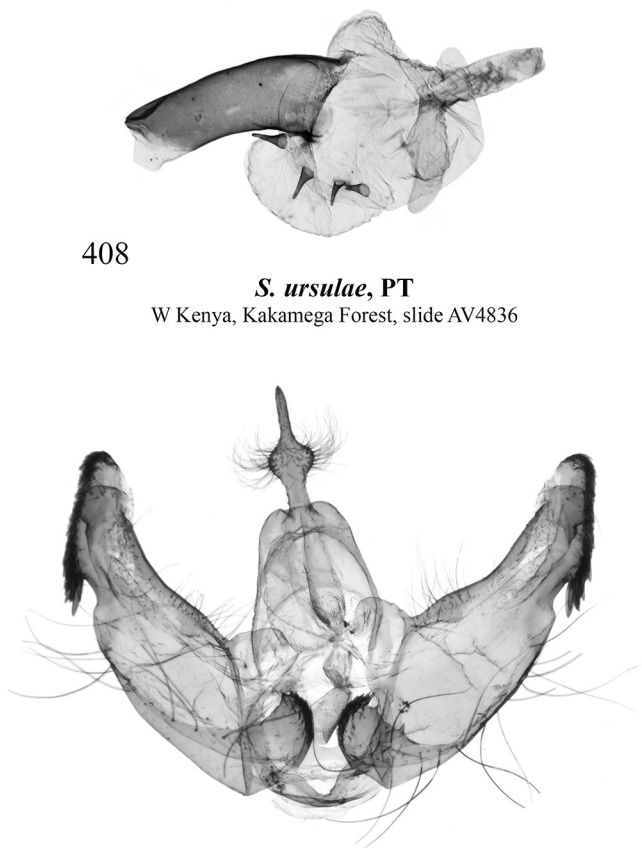 408
S. ursulae, PT
W Kenya, Kakamega Forest, slide AV4836